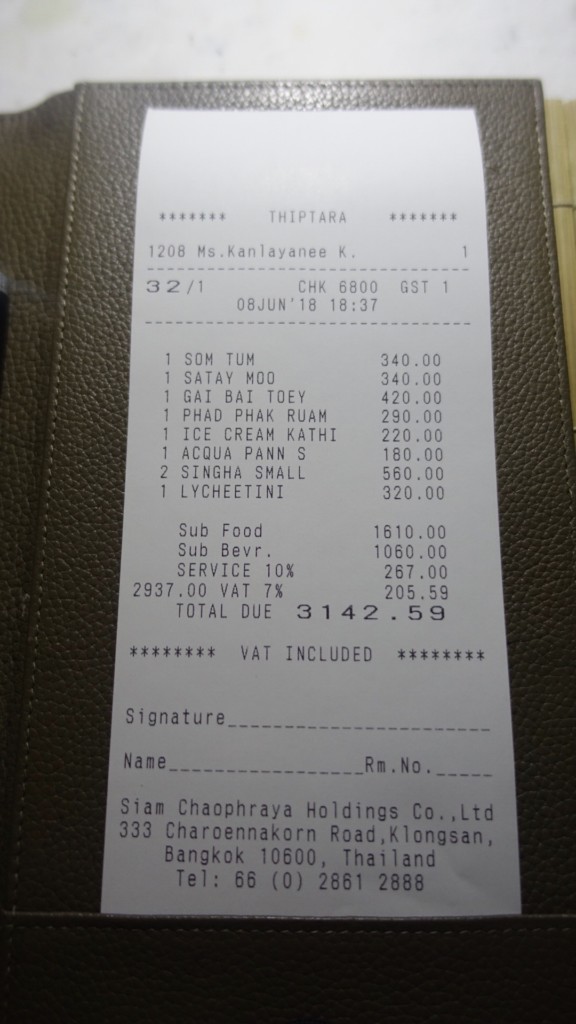 ******* THIPTARA *******
1208 Ms.Kanlayanee K. 1
32/1 CHK 6800 GST 1
08JUN'18 18:37
1 SOM TUM 340.00
1 SATAY MOO 340.00
1 GAI BAI TOEY 420.00
1 PHAD PHAK RUAM 290.00
1 ICE CREAM KATHI 220.00
1 ACQUA PANN S 180.00
2 SINGHA SMALL 560.00
1 LYCHEETINI 320.00
Sub Food 1610.00
Sub Bevr. 1060.00
SERVICE 10% 267.00
2937.00 VAT 7% 205.59
TOTAL DUE 3142.59
******** VAT INCLUDED ********
Signature_______________________
Name_________________Rm.No._____
Siam Chaophraya Holdings Co.,Ltd
333 Charoennakorn Road,Klongsan,
Bangkok 10600, Thailand
Tel: 66 (0) 2861 2888